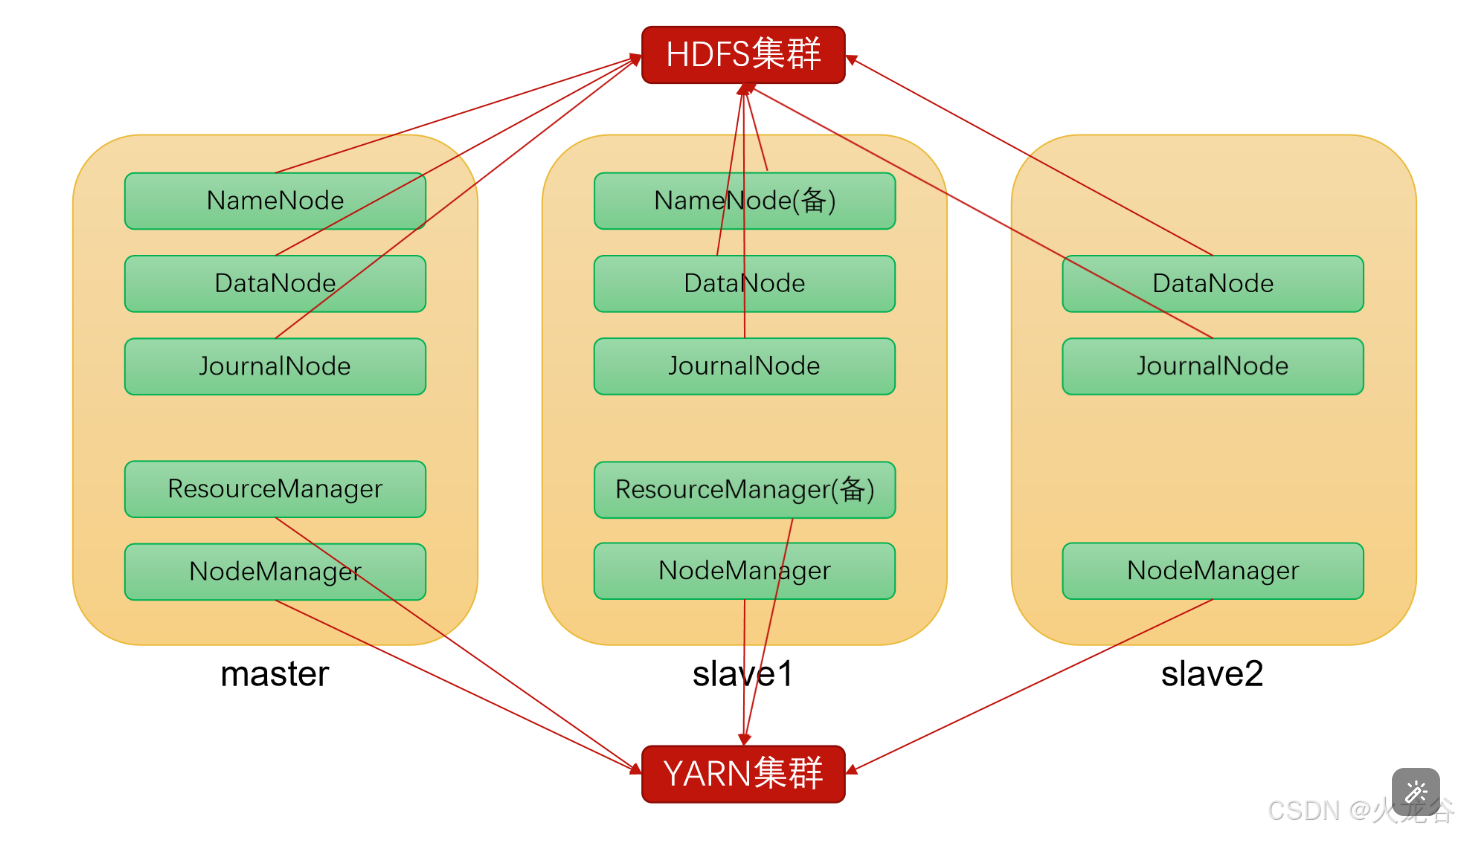 HDFS集群
NameNode
DataNode
JournalNode
ResourceManager
NodeManager
master
NameNode(备)
DataNode
JournalNode
ResourceManager(备)
NodeManager
slave1
DataNode
JournalNode
NodeManager
slave2
YARN集群
CSDN @火龙谷